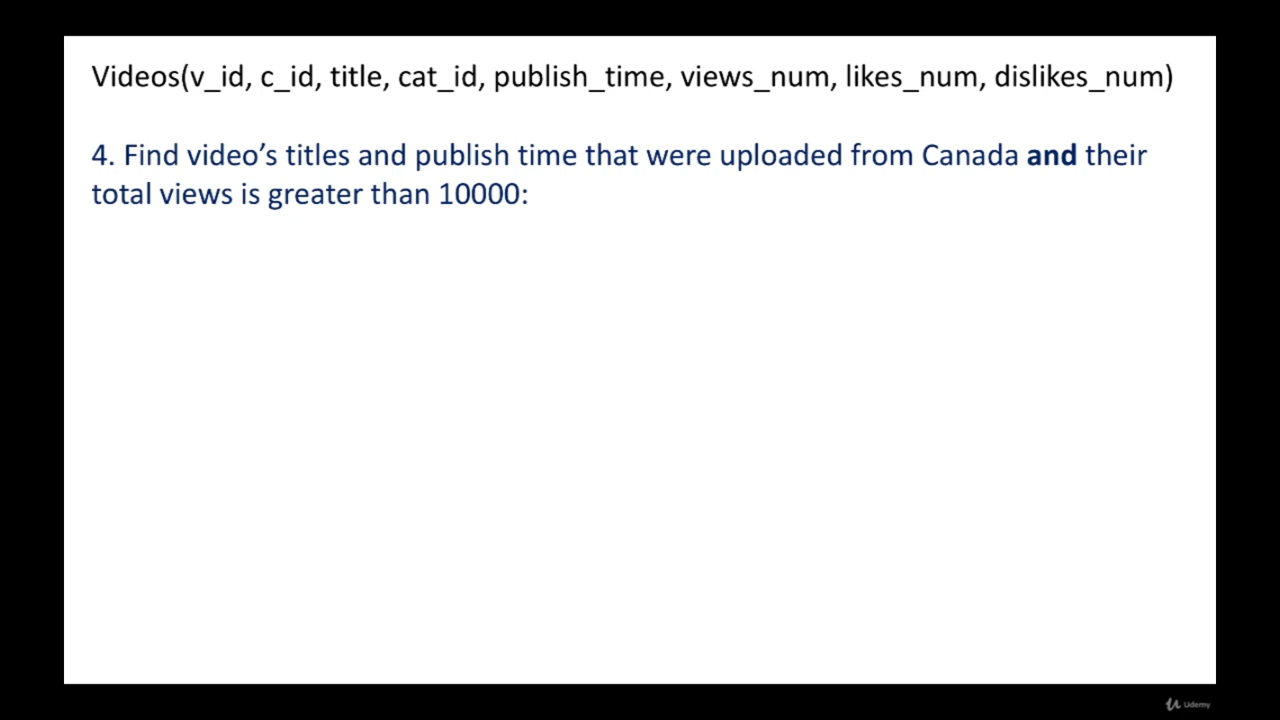 Videos(v_id, c_id, title, cat_id, publish_time, views_num, likes_num, dislikes_num)
4. Find video’s titles and publish time that were uploaded from Canada and their
total views is greater than 10000:
Udemy